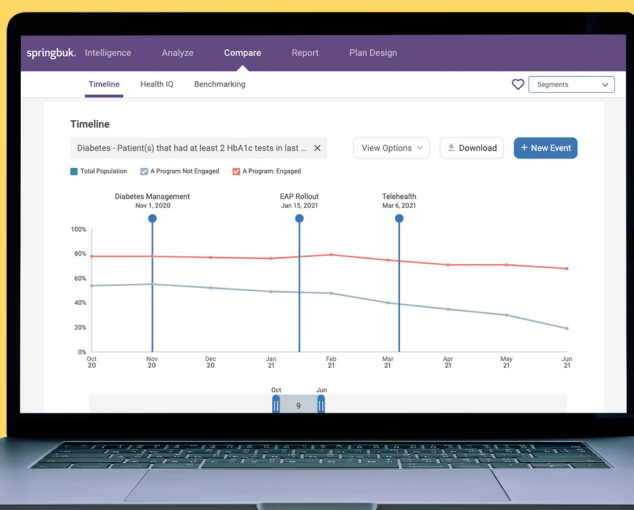 springbuk. Intelligence Analyze Compare Report Plan Design
Timeline Health IQ Benchmarking Segments
Timeline
Diabetes - Patient(s) that had at least 2 HbA1c tests in last ... ×
View Options Download + New Event
Total Population A Program Not Engaged A Program: Engaged
Diabetes Management
Nov 1, 2020
EAP Rollout
Jan 15, 2021
Telehealth
Mar 6, 2021
100%
80%
60%
40%
20%
0%
Oct 20
Nov 20
Dec 20
Jan 21
Feb 21
Mar 21
Apr 21
May 21
Jun 21
Oct Jun
9